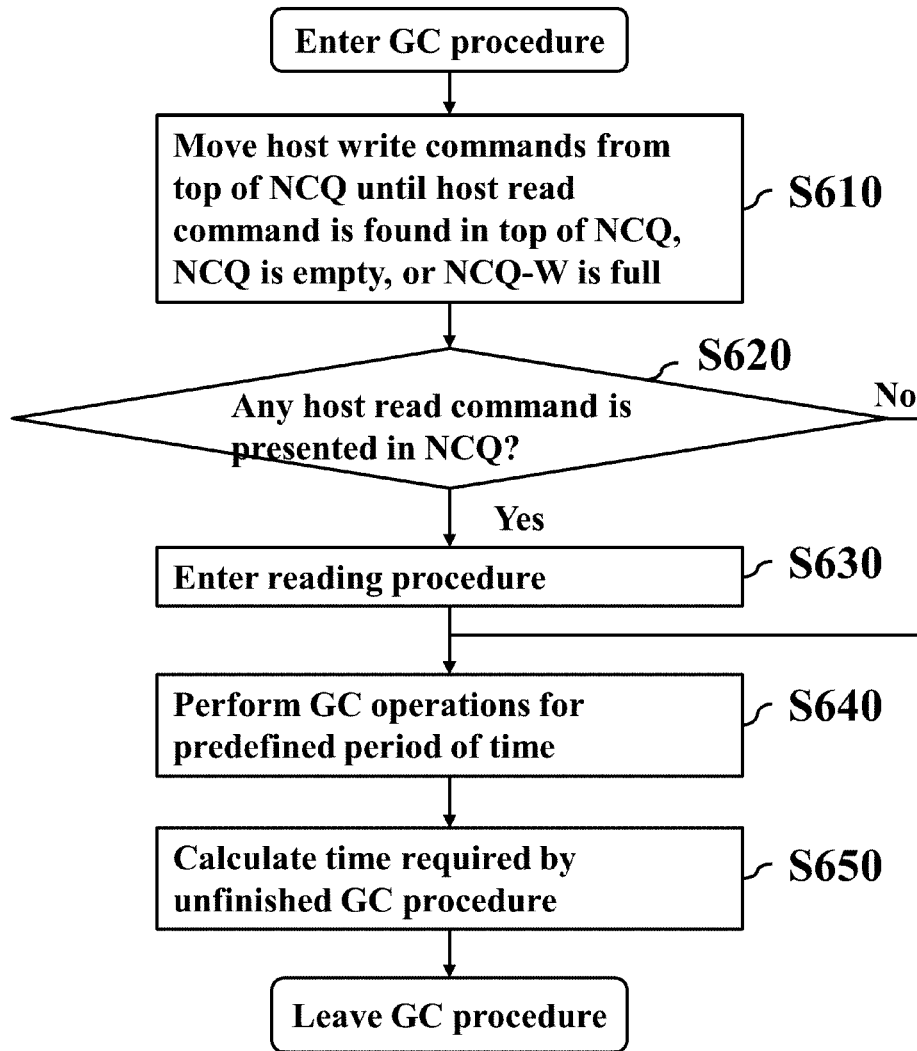 Enter GC procedure
Move host write commands from
top of NCQ until host read
command is found in top of NCQ,
NCQ is empty, or NCQ-W is full
S610
S620
Any host read command is
presented in NCQ?
No
Yes
Enter reading procedure
S630
Perform GC operations for
predefined period of time
S640
Calculate time required by
unfinished GC procedure
S650
Leave GC procedure